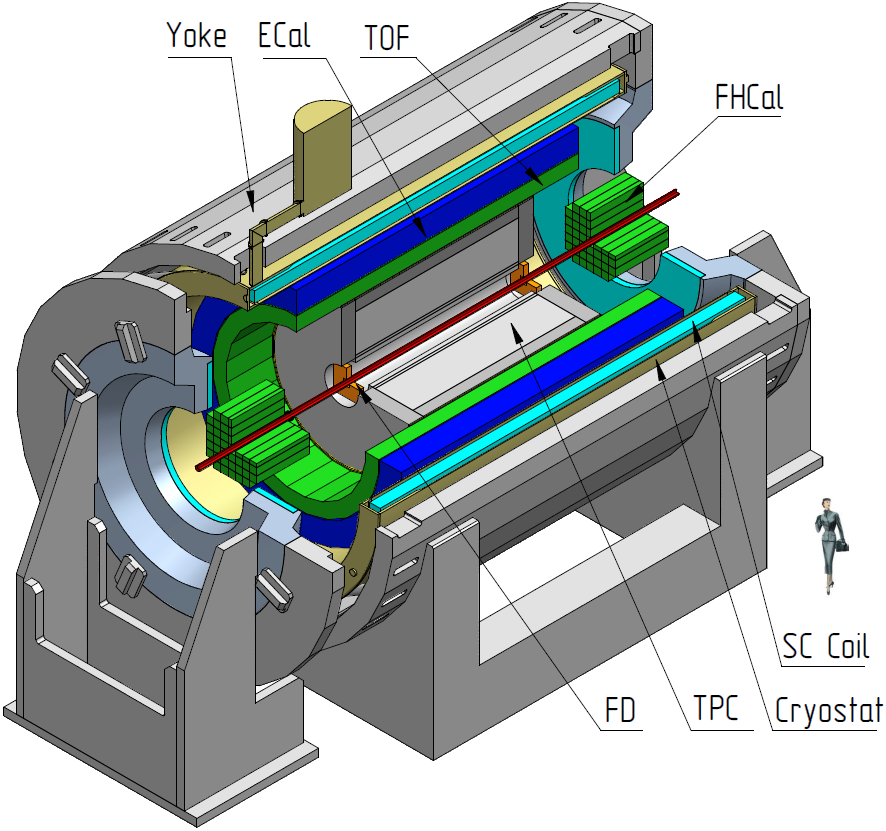 Yoke
ECal
TOF
FHCal
SC Coil
FD
TPC
Cryostat